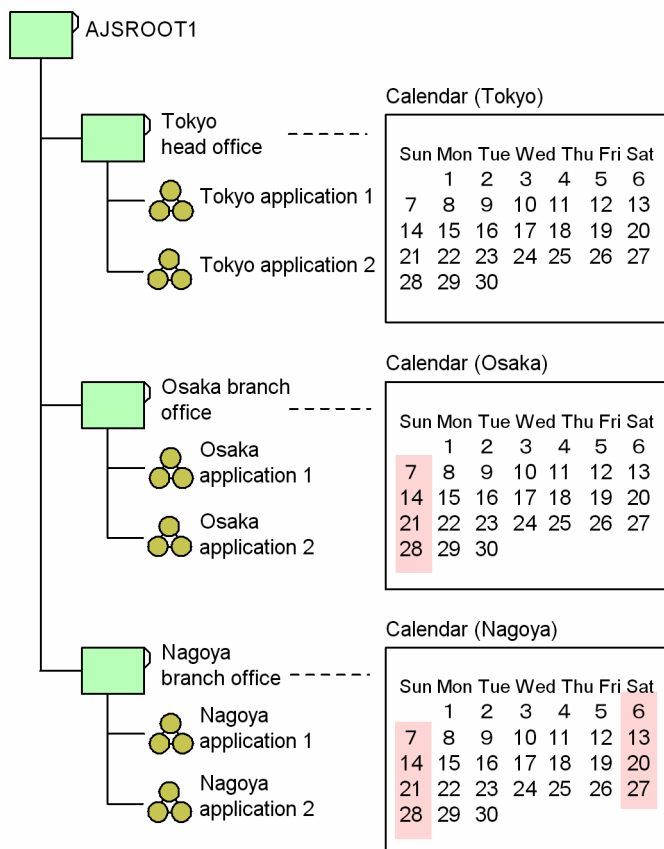 AJSROOT1
Tokyo
head office
Tokyo application 1
Tokyo application 2
Calendar (Tokyo)
Sun Mon Tue Wed Thu Fri Sat
1 2 3 4 5 6
7 8 9 10 11 12 13
14 15 16 17 18 19 20
21 22 23 24 25 26 27
28 29 30
Osaka branch
office
Osaka
application 1
Osaka
application 2
Calendar (Osaka)
Sun Mon Tue Wed Thu Fri Sat
1 2 3 4 5 6
7 8 9 10 11 12 13
14 15 16 17 18 19 20
21 22 23 24 25 26 27
28 29 30
Nagoya
branch office
Nagoya
application 1
Nagoya
application 2
Calendar (Nagoya)
Sun Mon Tue Wed Thu Fri Sat
1 2 3 4 5 6
7 8 9 10 11 12 13
14 15 16 17 18 19 20
21 22 23 24 25 26 27
28 29 30